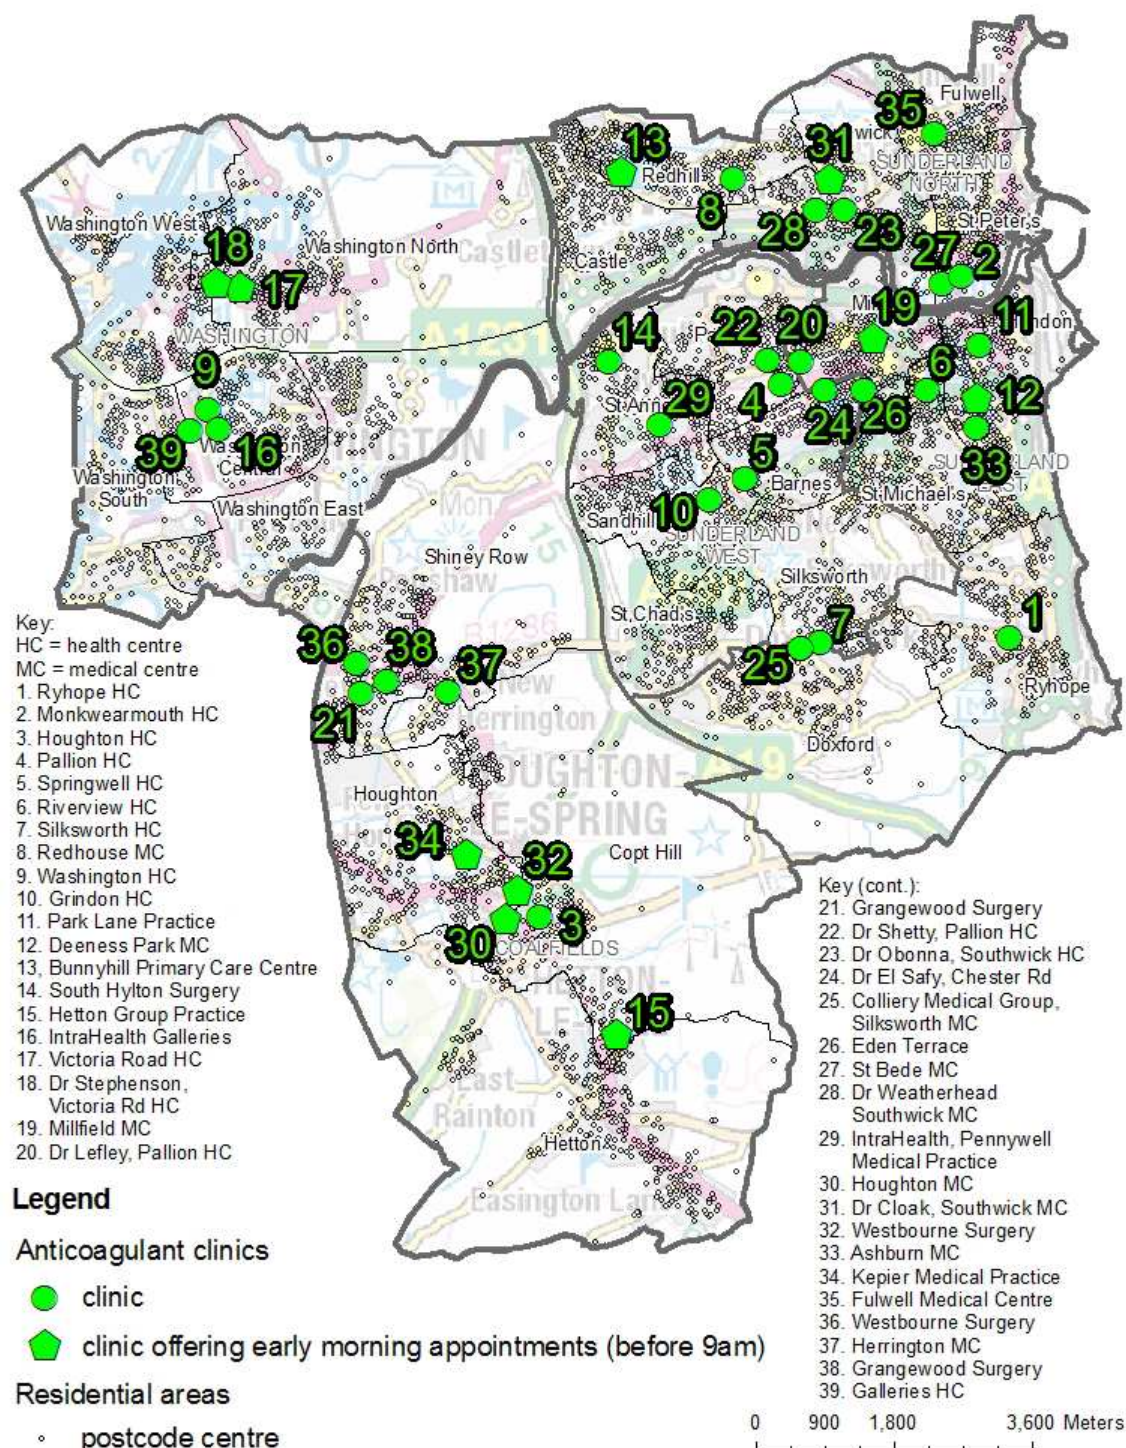 Fulwell
35
wick
SUNDERLAND
NORTH
13
31
Redhill
8
28
23
St Peter's
Washington West
18
Washington North
Castle
27
2
17
19
11
14
22
20
6
WASHINGTON
A1231
9
St Ann
29
4
24
26
12
39
16
33
Washington
South
5
Barnes
St Michael's
10
Sandhill
SUNDERLAND
WEST
Washington East
Shiney Row
Silksworth
St Chad's
7
1
25
Ryhope
36
38
37
21
New
Herrington
Doxford
A19
Houghton
34
32
Copt Hill
30
3
COALFIELDS
15
East
Rainton
Hetton
Easington Lan
Key:
HC = health centre
MC = medical centre
1. Ryhope HC
2. Monkwearmouth HC
3. Houghton HC
4. Pallion HC
5. Springwell HC
6. Riverview HC
7. Silksworth HC
8. Redhouse MC
9. Washington HC
10. Grindon HC
11. Park Lane Practice
12. Deeness Park MC
13, Bunnyhill Primary Care Centre
14. South Hylton Surgery
15. Hetton Group Practice
16. IntraHealth Galleries
17. Victoria Road HC
18. Dr Stephenson,
Victoria Rd HC
19. Millfield MC
20. Dr Lefley, Pallion HC
Key (cont.):
21. Grangewood Surgery
22. Dr Shetty, Pallion HC
23. Dr Obonna, Southwick HC
24. Dr El Safy, Chester Rd
25. Colliery Medical Group,
Silksworth MC
26. Eden Terrace
27. St Bede MC
28. Dr Weatherhead
Southwick MC
29. IntraHealth, Pennywell
Medical Practice
30. Houghton MC
31. Dr Cloak, Southwick MC
32. Westbourne Surgery
33. Ashburn MC
34. Kepier Medical Practice
35. Fulwell Medical Centre
36. Westbourne Surgery
37. Herrington MC
38. Grangewood Surgery
39. Galleries HC
Legend
Anticoagulant clinics
clinic
clinic offering early morning appointments (before 9am)
Residential areas
postcode centre
0 900 1,800 3,600 Meters